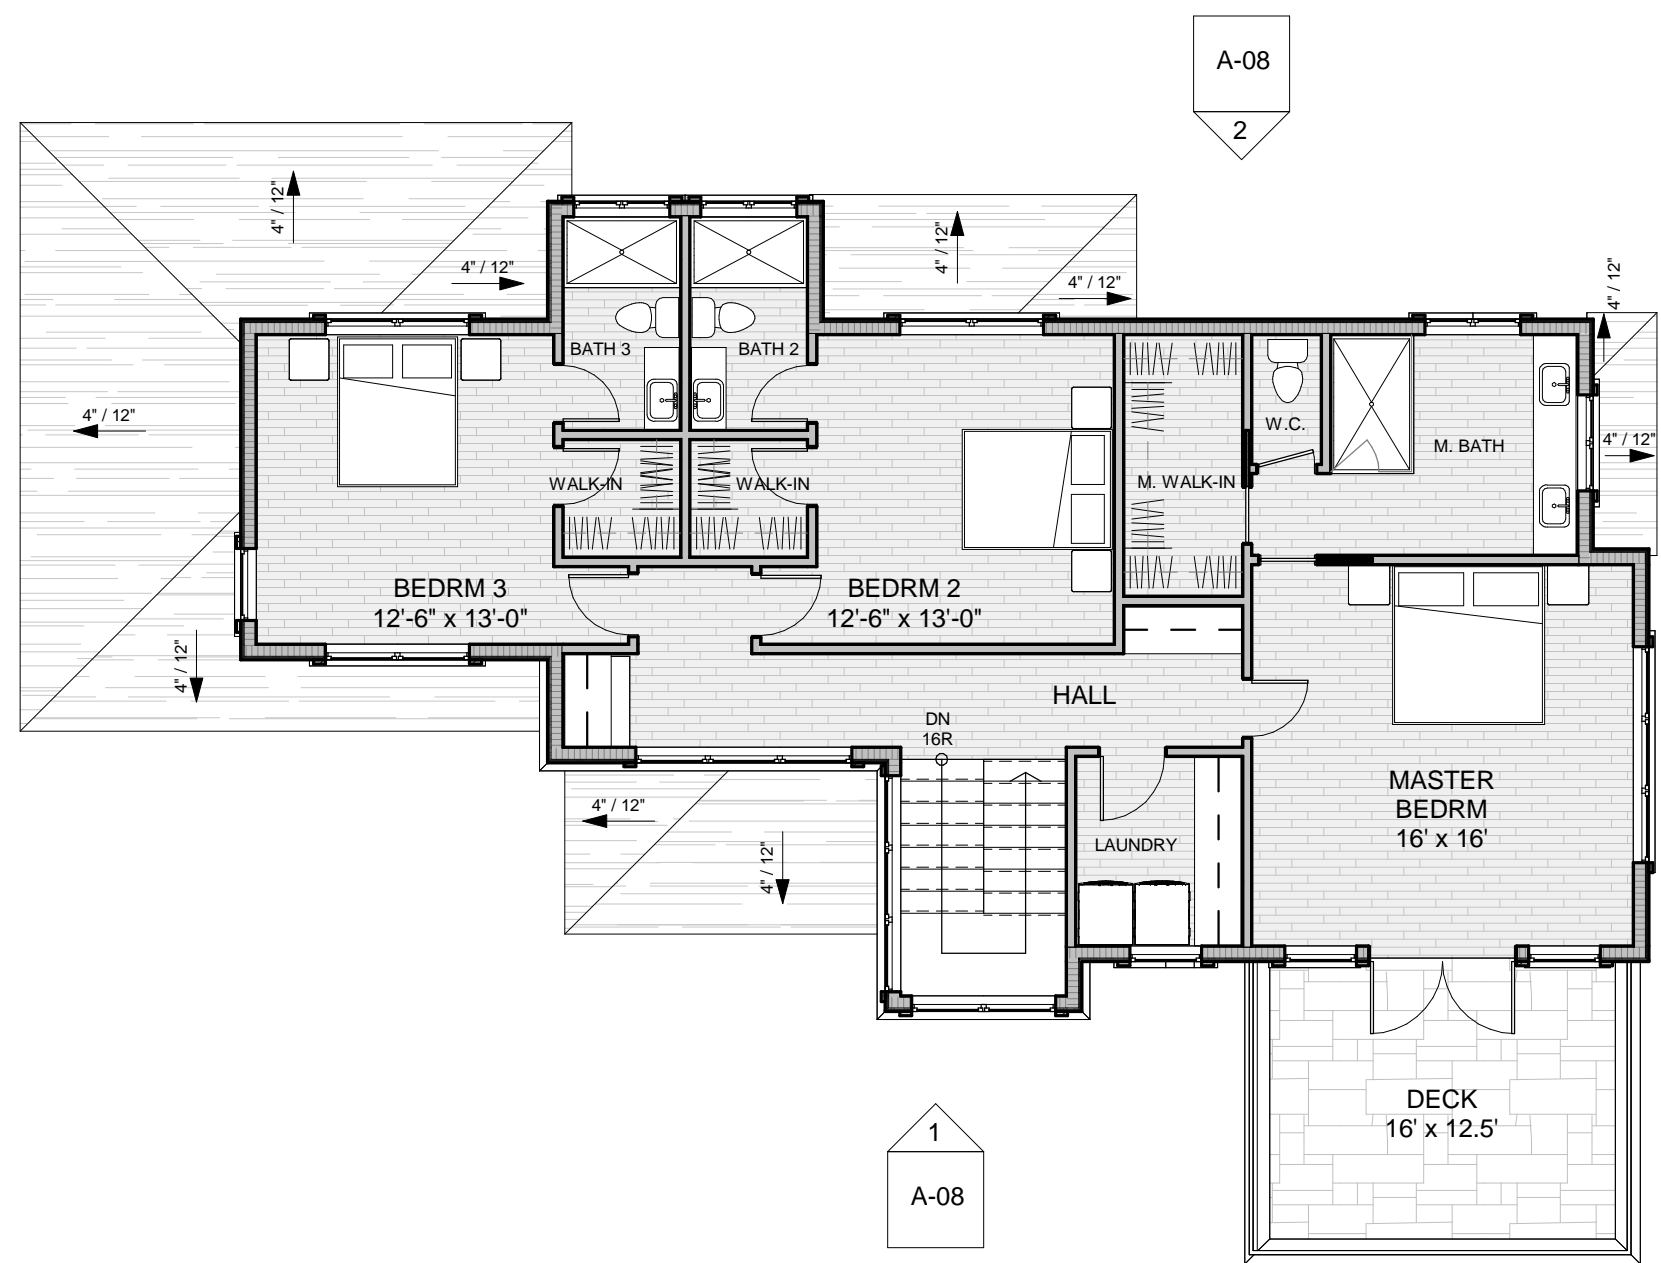 A-08
2
4" / 12"
4" / 12"
4" / 12"
4" / 12"
4" / 12"
4" / 12"
4" / 12"
4" / 12"
4" / 12"
4" / 12"
BATH 3
BATH 2
W.C.
M. BATH
WALK-IN
WALK-IN
M. WALK-IN
BEDRM 3
12'-6" x 13'-0"
BEDRM 2
12'-6" x 13'-0"
HALL
DN
16R
MASTER
BEDRM
16' x 16'
LAUNDRY
DECK
16' x 12.5'
1
A-08